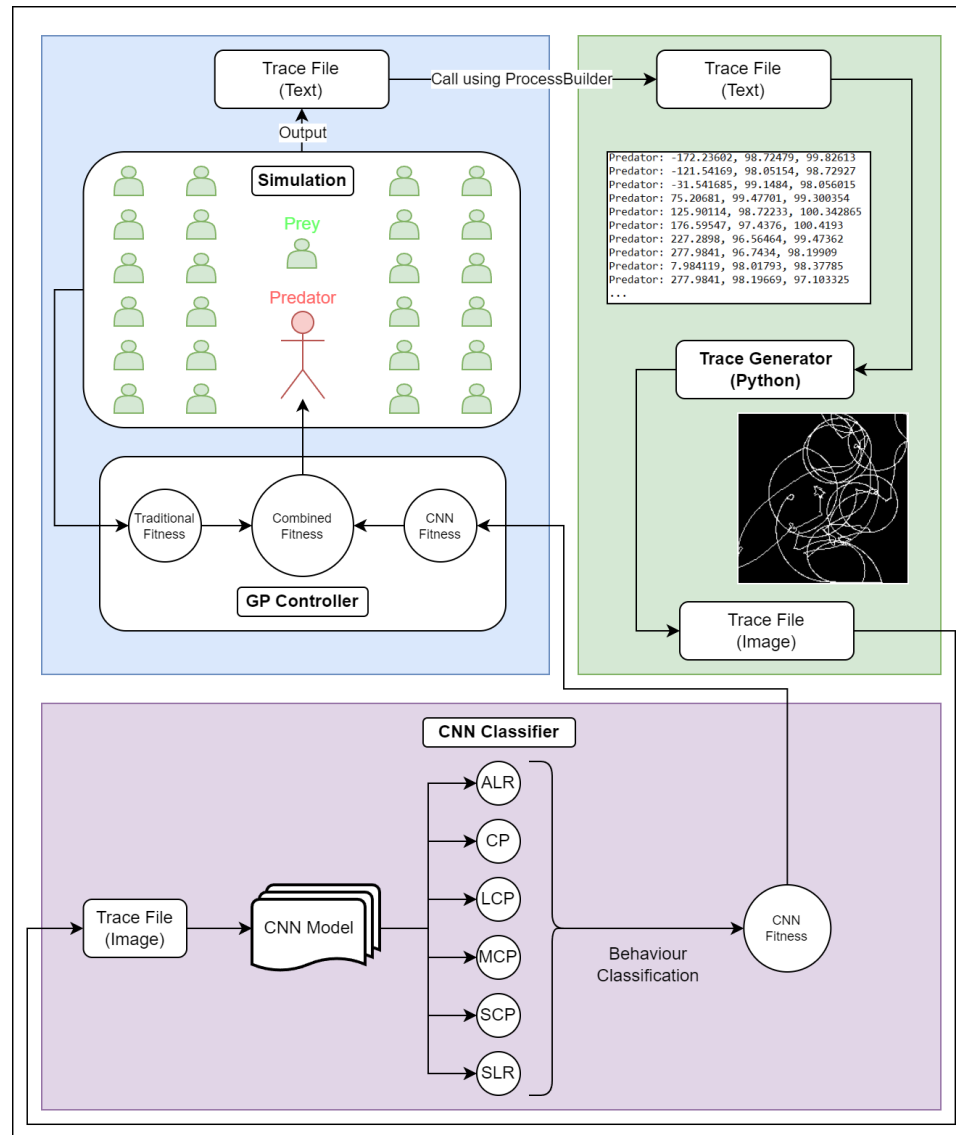 Trace File
(Text)
Call using ProcessBuilder
Trace File
(Text)
Output
Simulation
Prey
Predator
Predator: -172.23602, 98.72479, 99.82613
Predator: -121.54169, 98.05154, 98.72927
Predator: -31.541685, 99.1484, 98.056015
Predator: 75.20681, 99.47701, 99.300354
Predator: 125.90114, 98.72233, 100.342865
Predator: 176.59547, 97.4376, 100.4193
Predator: 227.2898, 96.56464, 99.47362
Predator: 277.9841, 96.7434, 98.19909
Predator: 7.984119, 98.01793, 98.37785
Predator: 277.9841, 98.19669, 97.103325
...
Trace Generator
(Python)
Traditional
Fitness
Combined
Fitness
CNN
Fitness
GP Controller
Trace File
(Image)
CNN Classifier
ALR
CP
LCP
MCP
SCP
SLR
Trace File
(Image)
CNN Model
Behaviour
Classification
CNN
Fitness